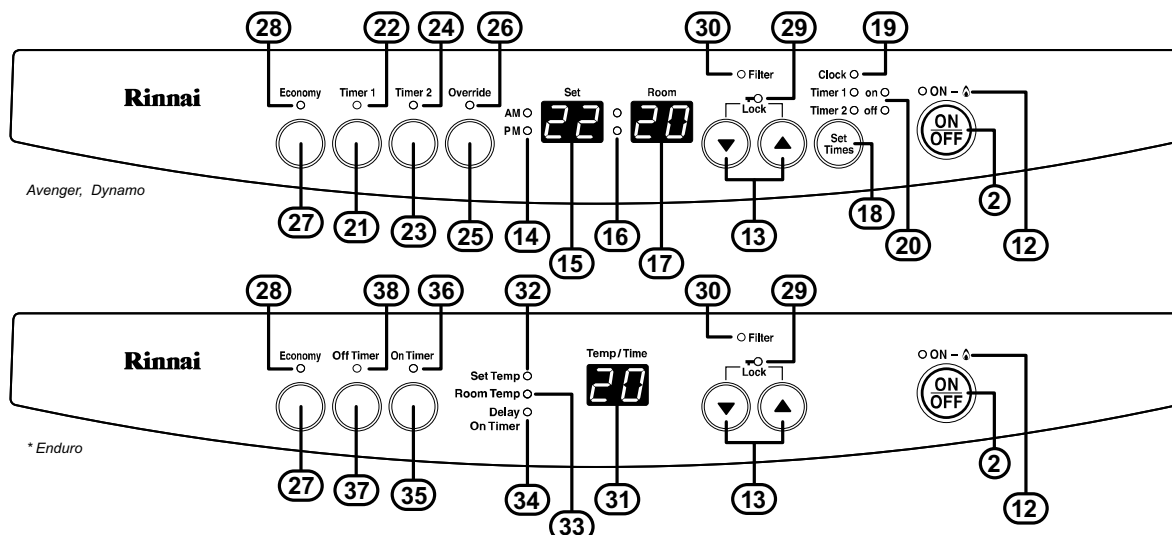 28 22 24 26 30 29 19
Rinnai
Economy Timer 1 Timer 2 Override
Set Room
AM
PM
22 20
Filter
Lock
Clock
Timer 1 on
Timer 2 off
Set
Times
ON
ON
OFF
Avenger, Dynamo
27 21 23 25 14 15 16 17 13 18 20 2 12
28 38 36 32 30 29
Rinnai
Economy Off Timer On Timer
Set Temp
Room Temp
Delay
On Timer
Temp/Time
20
Filter
Lock
ON
ON
OFF
* Enduro
27 37 35 34 33 31 13 2 12